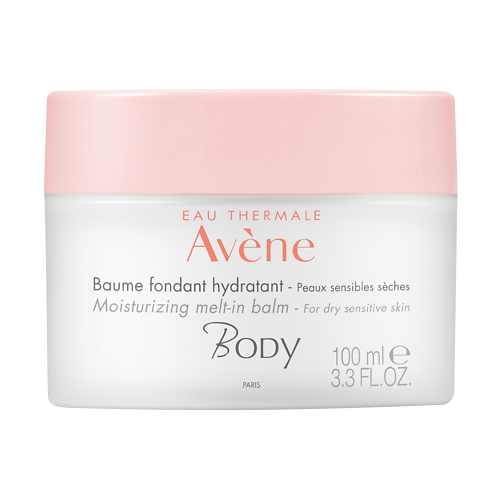 EAU THERMALE
Avène
Baume fondant hydratant - Peaux sensibles sèches
Moisturizing melt-in balm - For dry sensitive skin
BODY
100 ml e
3.3 FL.OZ.
PARIS